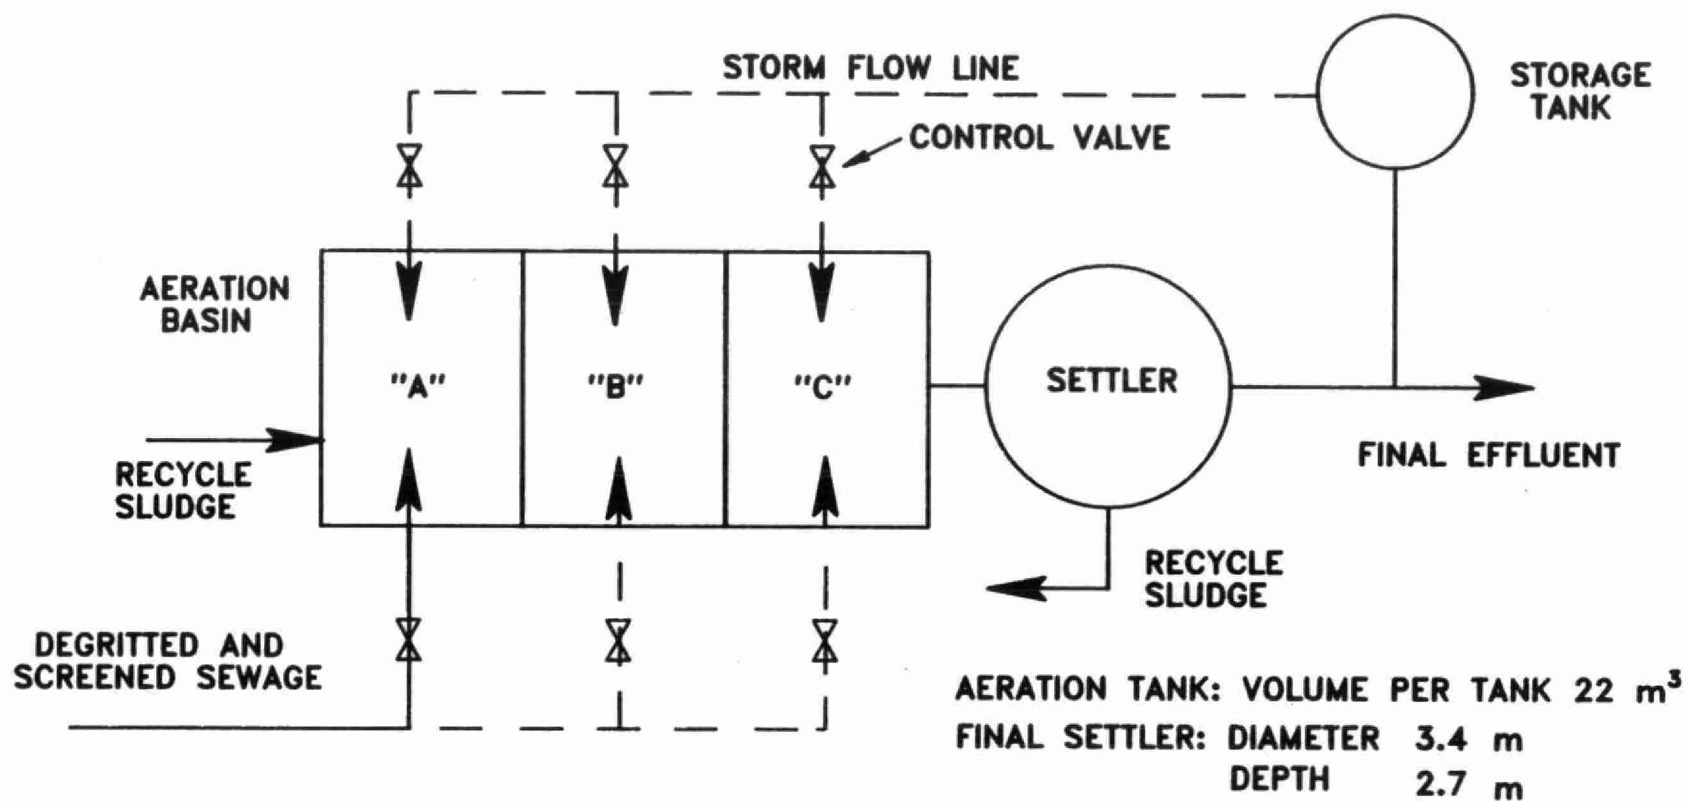 STORM FLOW LINE
STORAGE
TANK
CONTROL VALVE
AERATION
BASIN
"A"
"B"
"C"
SETTLER
RECYCLE
SLUDGE
FINAL EFFLUENT
RECYCLE
SLUDGE
DEGRITTED AND
SCREENED SEWAGE
AERATION TANK: VOLUME PER TANK 22 m³
FINAL SETTLER: DIAMETER 3.4 m
DEPTH 2.7 m